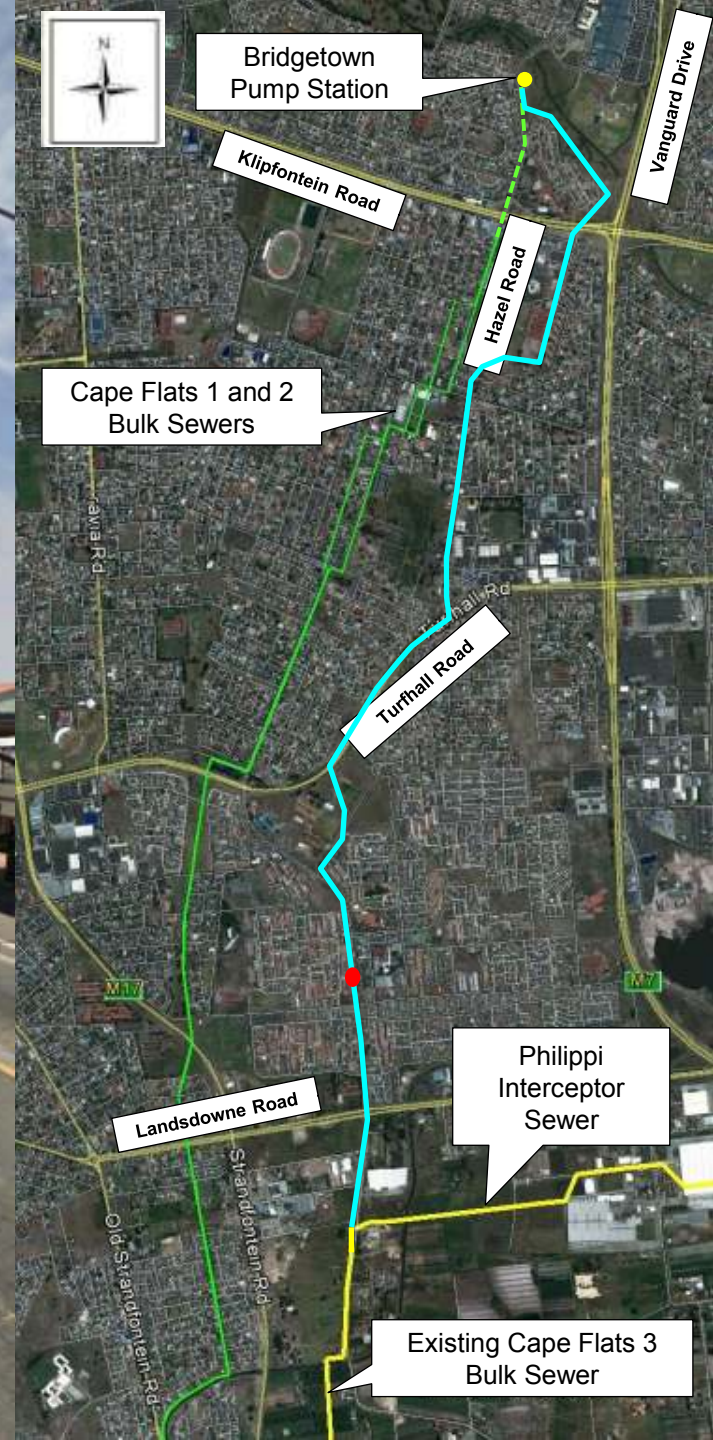 N
Bridgetown
Pump Station
Vanguard Drive
Klipfontein Road
Hazel Road
Cape Flats 1 and 2
Bulk Sewers
ravia Rd
Turfhall Road
M17
M7
Philippi
Interceptor
Sewer
Landsdowne Road
Strandfontein Rd
Old Strandfontein Rd
Existing Cape Flats 3
Bulk Sewer